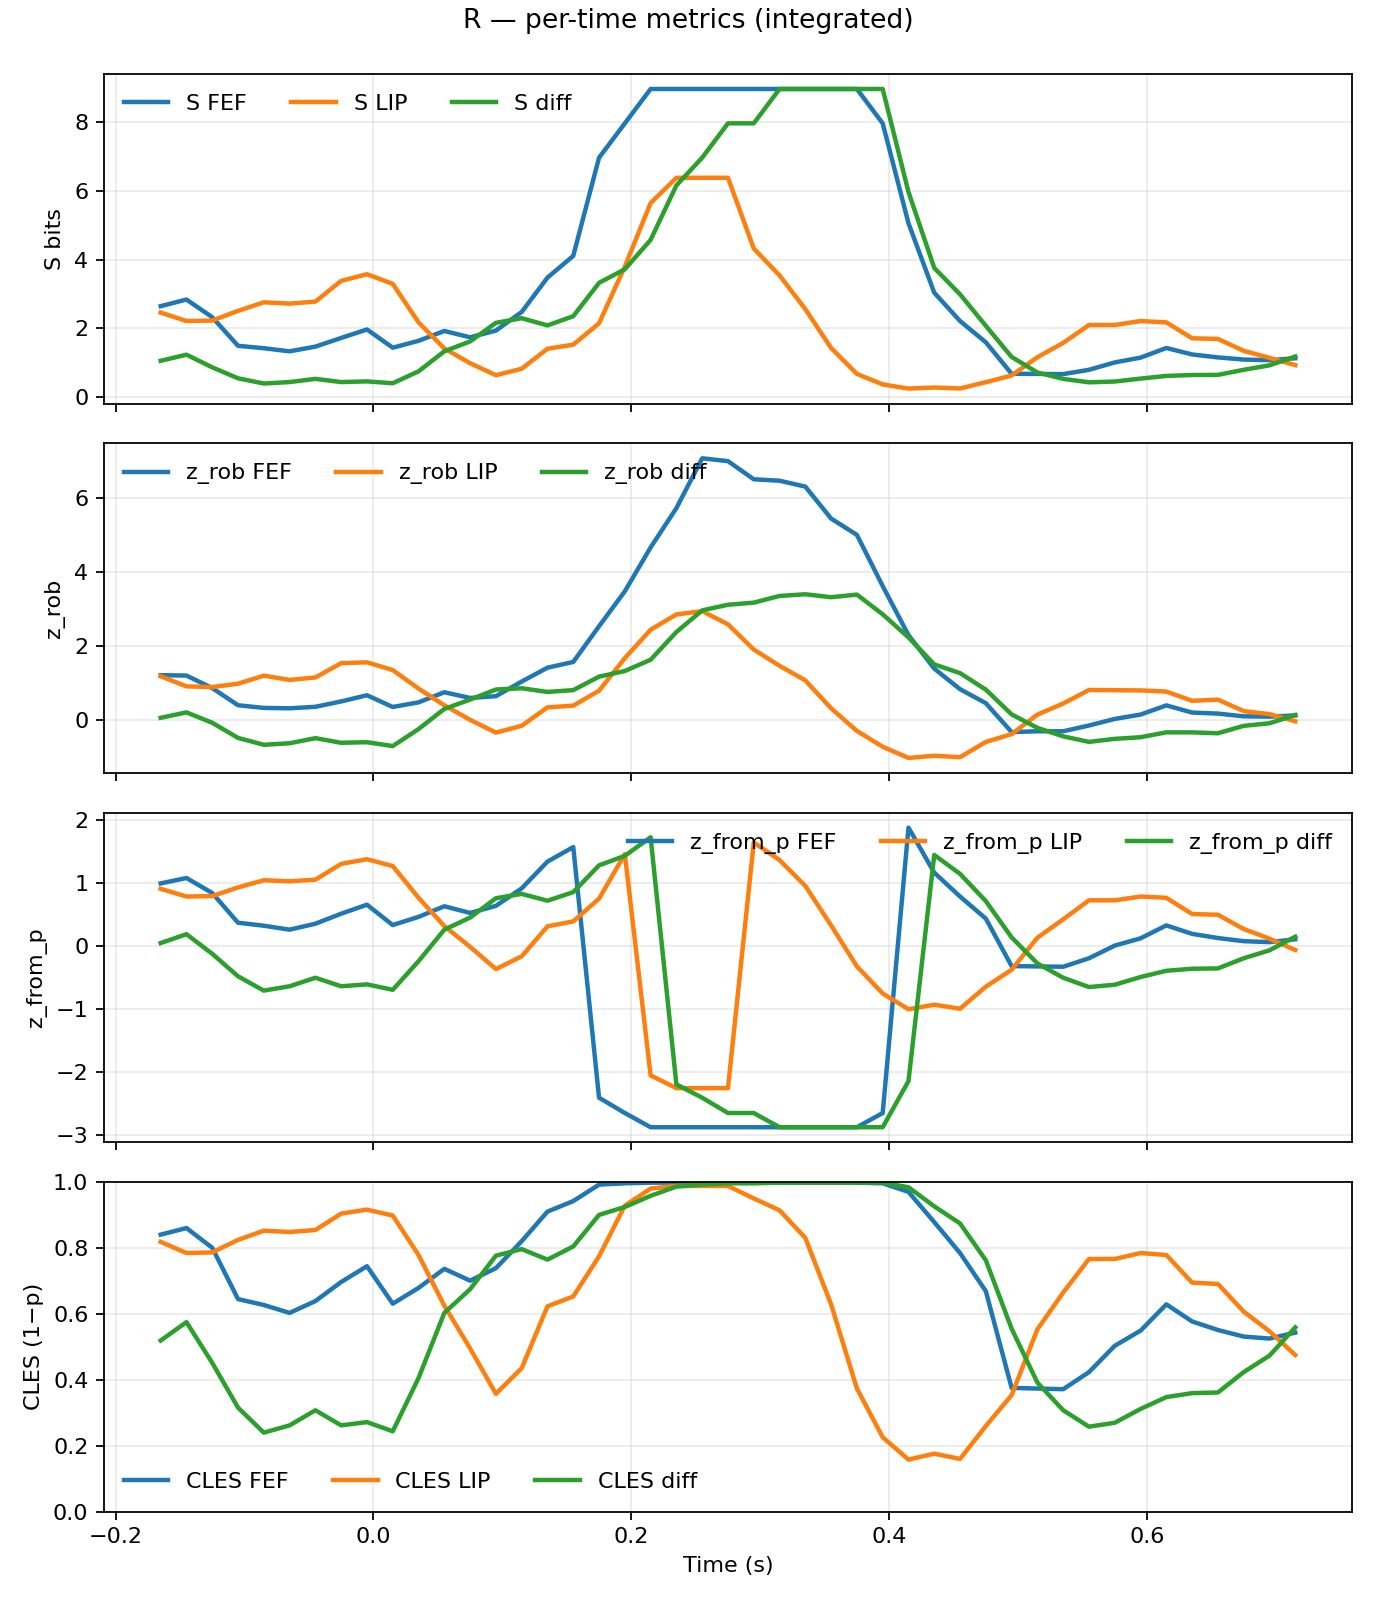 R — per-time metrics (integrated)
S FEF S LIP S diff
8
6
4
2
0
S bits
z_rob FEF z_rob LIP z_rob diff
6
4
2
0
z_rob
z_from_p FEF z_from_p LIP z_from_p diff
2
1
0
−1
−2
−3
z_from_p
1.0
0.8
0.6
0.4
0.2
0.0
CLES (1−p)
CLES FEF CLES LIP CLES diff
−0.2 0.0 0.2 0.4 0.6
Time (s)